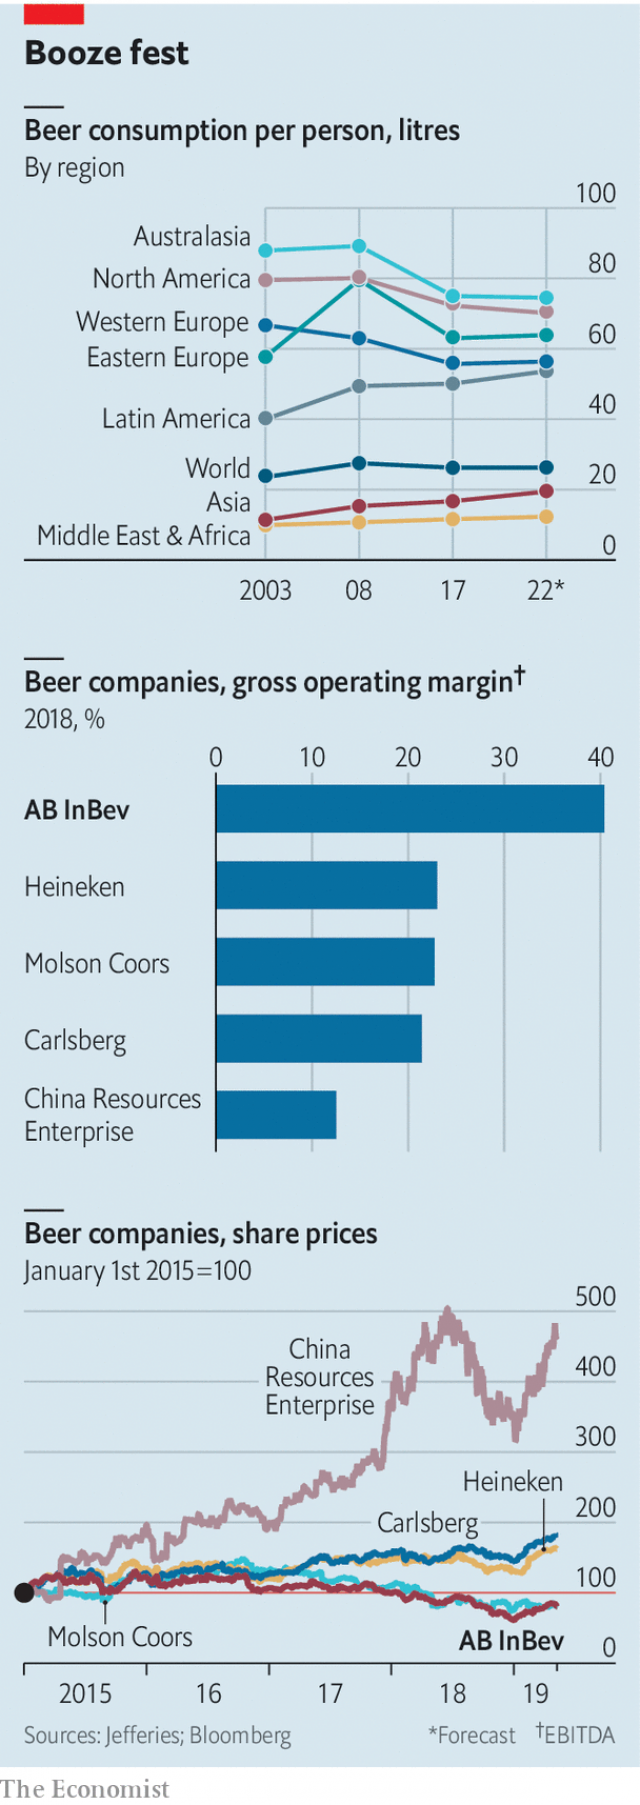 Booze fest
Beer consumption per person, litres
By region
100
Australasia
80
North America
Western Europe
60
Eastern Europe
40
Latin America
World
20
Asia
Middle East & Africa
0
2003 08 17 22*
Beer companies, gross operating margin†
2018, %
0 10 20 30 40
AB InBev
Heineken
Molson Coors
Carlsberg
China Resources
Enterprise
Beer companies, share prices
January 1st 2015=100
500
China
Resources
Enterprise
400
300
Heineken
200
Carlsberg
100
Molson Coors
AB InBev
0
2015 16 17 18 19
Sources: Jefferies; Bloomberg *Forecast †EBITDA
The Economist